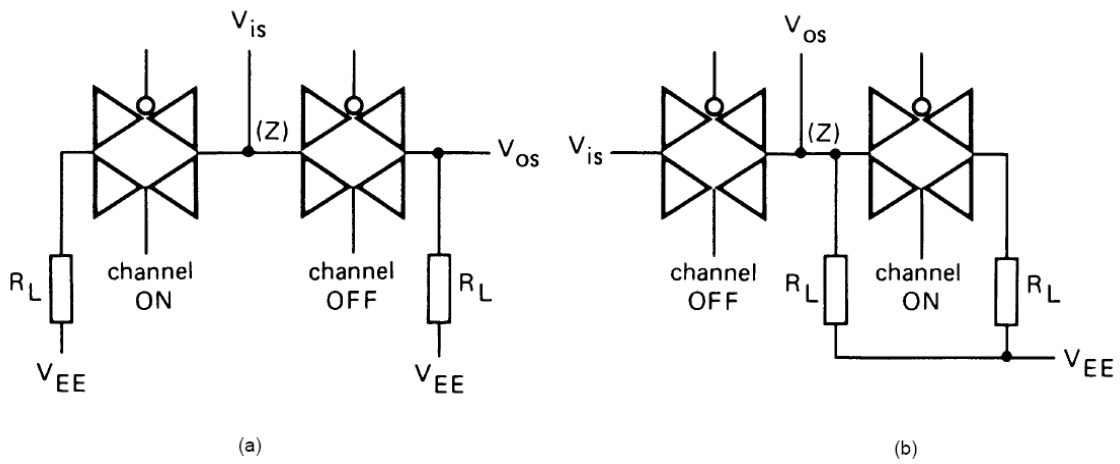 V_is
(Z)
V_os
channel
ON
channel
OFF
R_L
R_L
V_EE
V_EE
(a)
V_os
(Z)
V_is
channel
OFF
channel
ON
R_L
R_L
V_EE
(b)